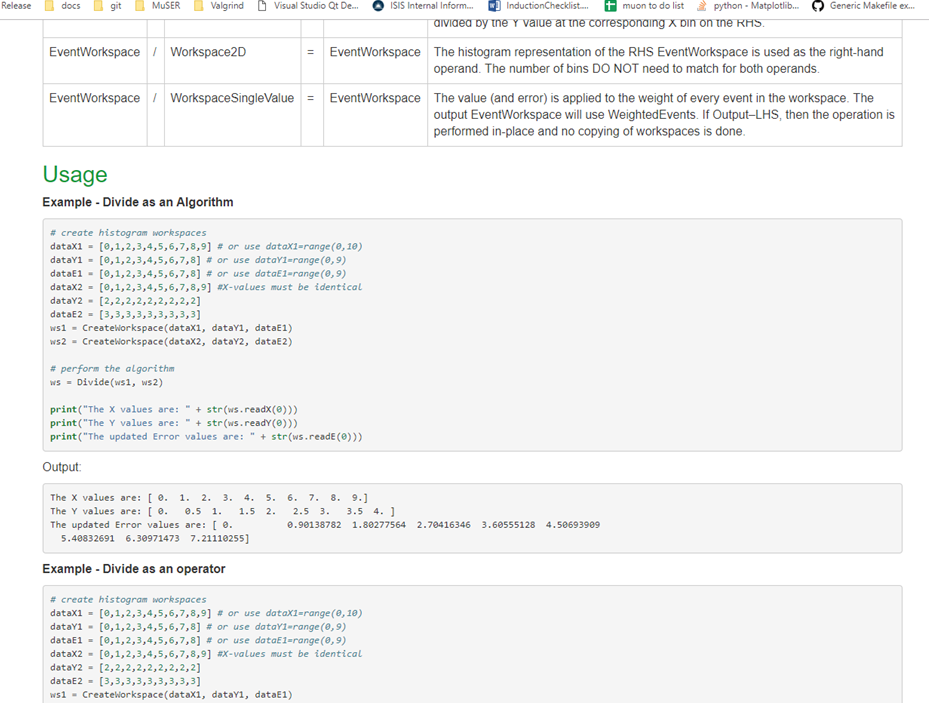 Release docs git MuSER Valgrind Visual Studio Qt De... ISIS Internal Inform... InductionChecklist.... muon to do list python - Matplotlib... Generic Makefile ex...
divided by the Y value at the corresponding X bin on the RHS.
EventWorkspace / Workspace2D = EventWorkspace The histogram representation of the RHS EventWorkspace is used as the right-hand
operand. The number of bins DO NOT need to match for both operands.
EventWorkspace / WorkspaceSingleValue = EventWorkspace The value (and error) is applied to the weight of every event in the workspace. The
output EventWorkspace will use WeightedEvents. If Output–LHS, then the operation is
performed in-place and no copying of workspaces is done.
Usage
Example - Divide as an Algorithm
# create histogram workspaces
dataX1 = [0,1,2,3,4,5,6,7,8,9] # or use dataX1=range(0,10)
dataY1 = [0,1,2,3,4,5,6,7,8] # or use dataY1=range(0,9)
dataE1 = [0,1,2,3,4,5,6,7,8] # or use dataE1=range(0,9)
dataX2 = [0,1,2,3,4,5,6,7,8,9] #X-values must be identical
dataY2 = [2,2,2,2,2,2,2,2,2]
dataE2 = [3,3,3,3,3,3,3,3,3]
ws1 = CreateWorkspace(dataX1, dataY1, dataE1)
ws2 = CreateWorkspace(dataX2, dataY2, dataE2)
# perform the algorithm
ws = Divide(ws1, ws2)
print("The X values are: " + str(ws.readX(0)))
print("The Y values are: " + str(ws.readY(0)))
print("The updated Error values are: " + str(ws.readE(0)))
Output:
The X values are: [ 0. 1. 2. 3. 4. 5. 6. 7. 8. 9.]
The Y values are: [ 0. 0.5 1. 1.5 2. 2.5 3. 3.5 4. ]
The updated Error values are: [ 0. 0.90138782 1.80277564 2.70416346 3.60555128 4.50693909
5.40832691 6.30971473 7.21110255]
Example - Divide as an operator
# create histogram workspaces
dataX1 = [0,1,2,3,4,5,6,7,8,9] # or use dataX1=range(0,10)
dataY1 = [0,1,2,3,4,5,6,7,8] # or use dataY1=range(0,9)
dataE1 = [0,1,2,3,4,5,6,7,8] # or use dataE1=range(0,9)
dataX2 = [0,1,2,3,4,5,6,7,8,9] #X-values must be identical
dataY2 = [2,2,2,2,2,2,2,2,2]
dataE2 = [3,3,3,3,3,3,3,3,3]
ws1 = CreateWorkspace(dataX1, dataY1, dataE1)